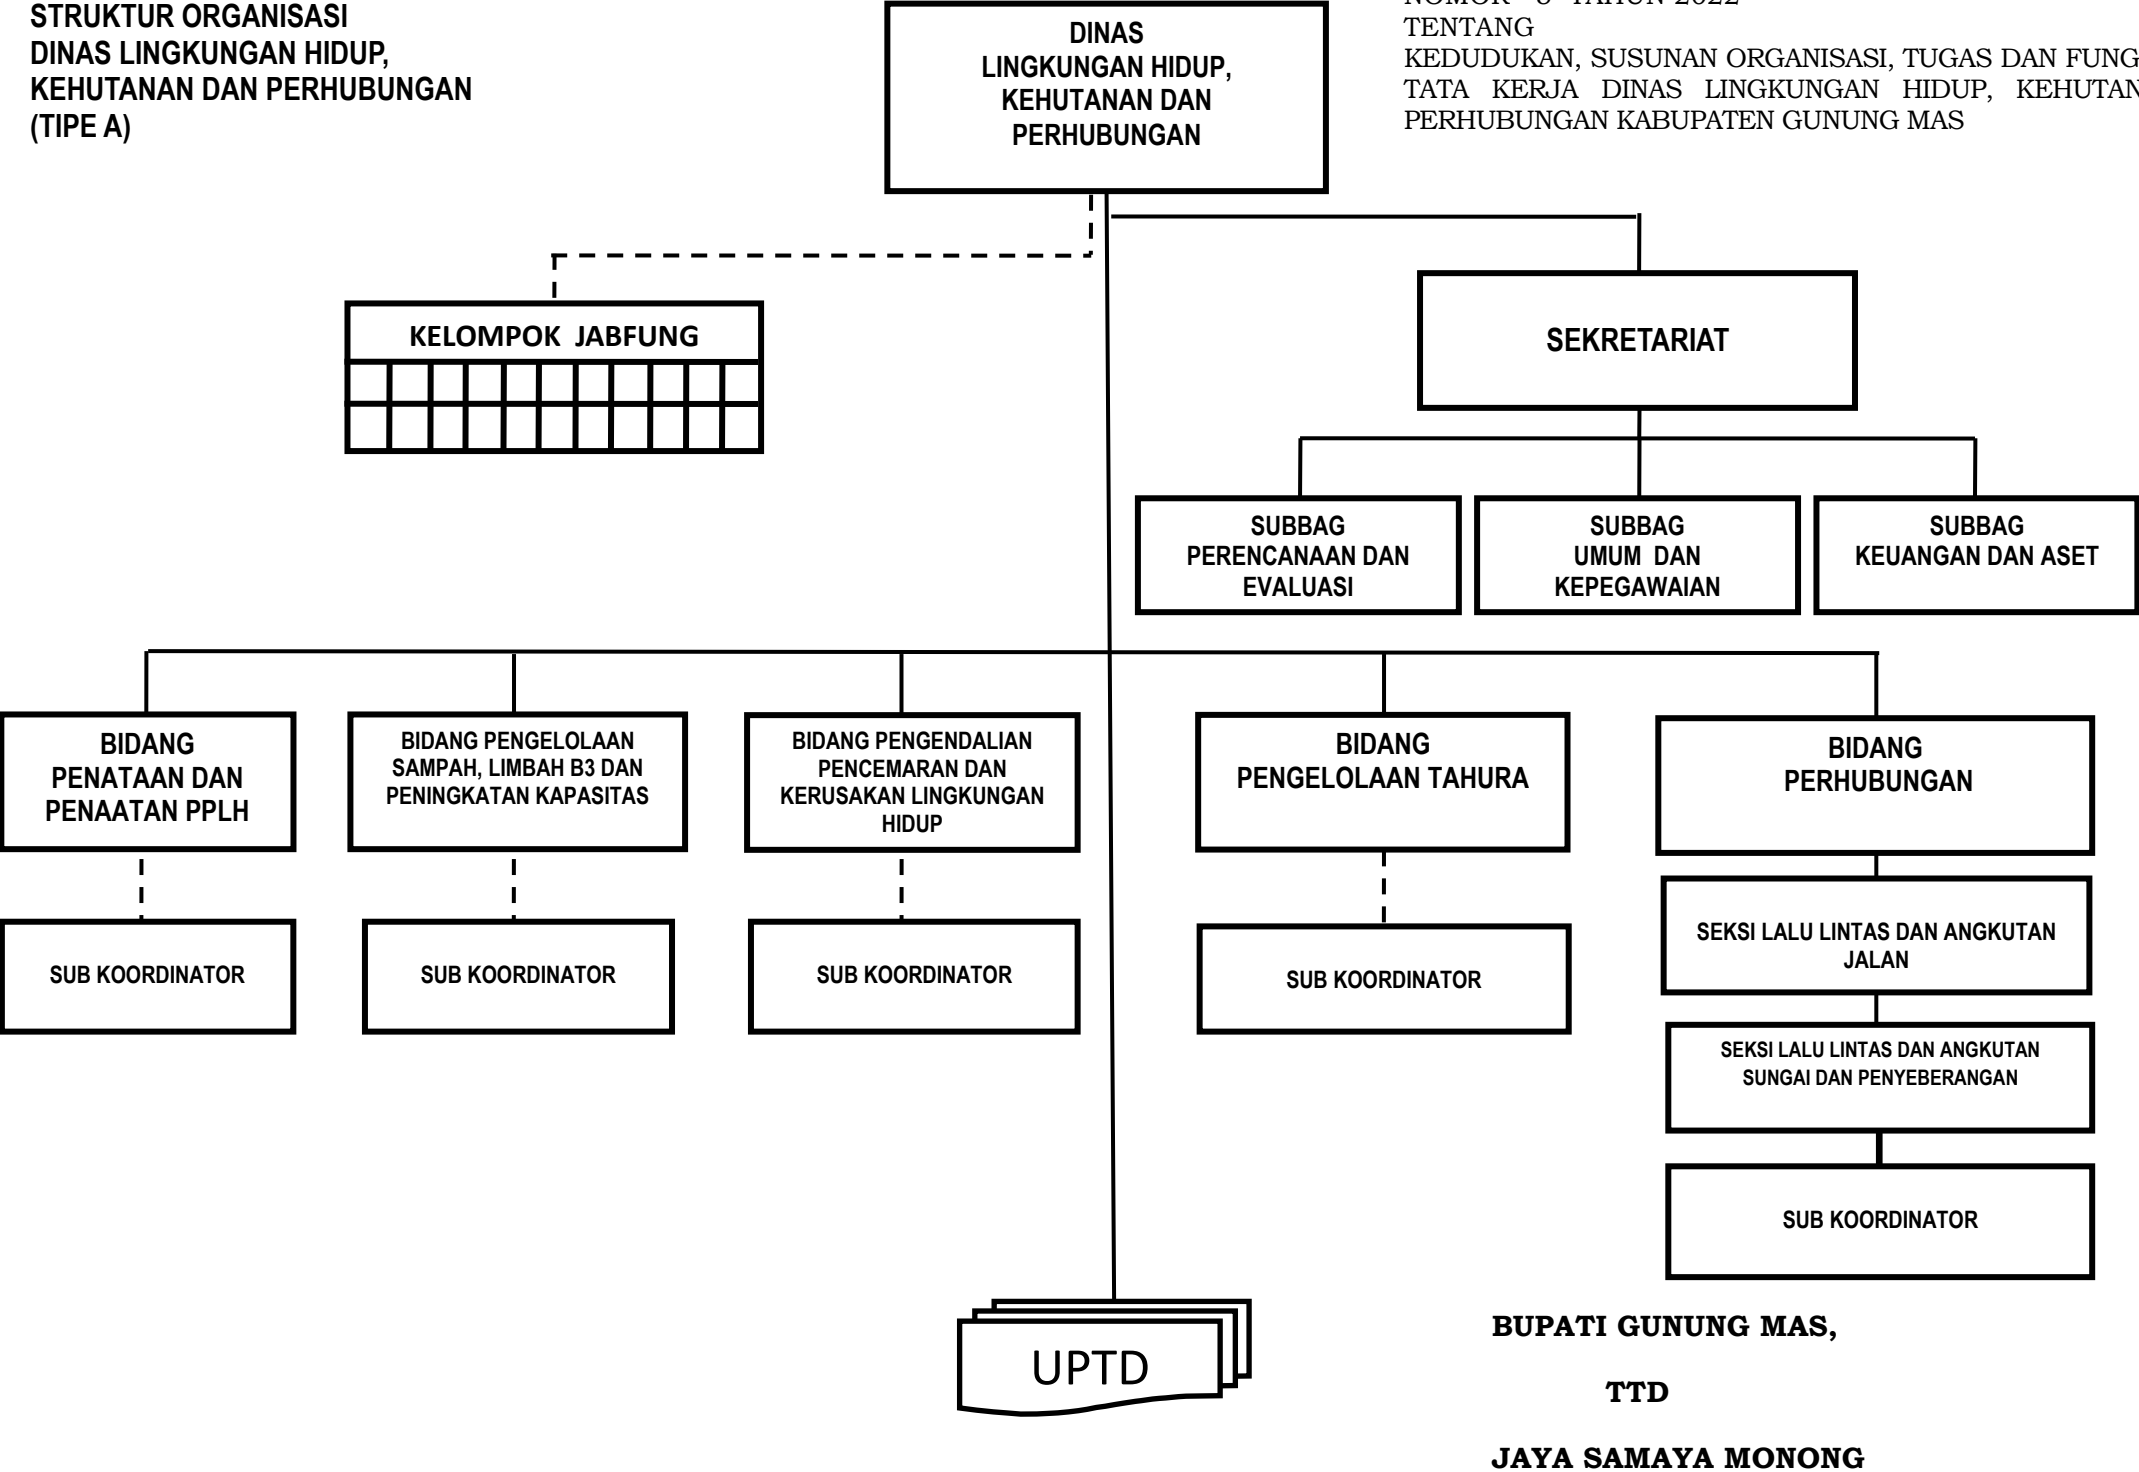 STRUKTUR ORGANISASI
DINAS LINGKUNGAN HIDUP,
KEHUTANAN DAN PERHUBUNGAN
(TIPE A)
TAHUN 2022
TENTANG
KEDUDUKAN, SUSUNAN ORGANISASI, TUGAS DAN FUNG
TATA KERJA DINAS LINGKUNGAN HIDUP, KEHUTAN
PERHUBUNGAN KABUPATEN GUNUNG MAS
DINAS
LINGKUNGAN HIDUP,
KEHUTANAN DAN
PERHUBUNGAN
KELOMPOK JABFUNG
SEKRETARIAT
SUBBAG
PERENCANAAN DAN
EVALUASI
SUBBAG
UMUM DAN
KEPEGAWAIAN
SUBBAG
KEUANGAN DAN ASET
BIDANG
PENATAAN DAN
PENAATAN PPLH
BIDANG PENGELOLAAN
SAMPAH, LIMBAH B3 DAN
PENINGKATAN KAPASITAS
BIDANG PENGENDALIAN
PENCEMARAN DAN
KERUSAKAN LINGKUNGAN
HIDUP
BIDANG
PENGELOLAAN TAHURA
BIDANG
PERHUBUNGAN
SUB KOORDINATOR
SUB KOORDINATOR
SUB KOORDINATOR
SUB KOORDINATOR
SEKSI LALU LINTAS DAN ANGKUTAN
JALAN
SEKSI LALU LINTAS DAN ANGKUTAN
SUNGAI DAN PENYEBERANGAN
SUB KOORDINATOR
UPTD
BUPATI GUNUNG MAS,
TTD
JAYA SAMAYA MONONG